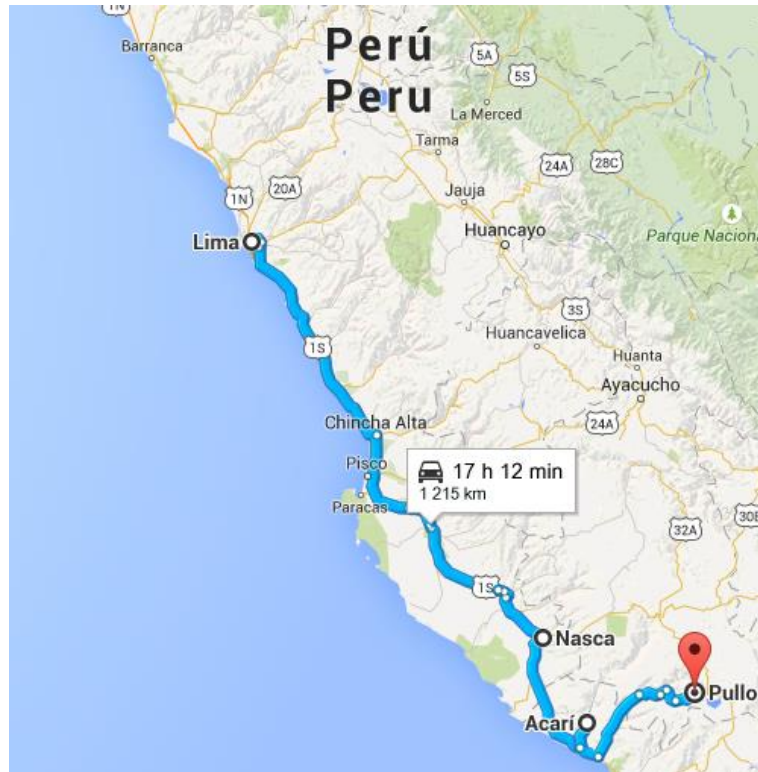 1N
Barranca
Perú
Peru
5A
5S
La Merced
Tarma
24A
28C
20A
1N
Jauja
Huancayo
Parque Naciona
Lima
3S
1S
Huancavelica
Huanta
Ayacucho
24A
Chincha Alta
Pisco
17 h 12 min
1 215 km
Paracas
32A
30B
1S
Nasca
Pullo
Acarí